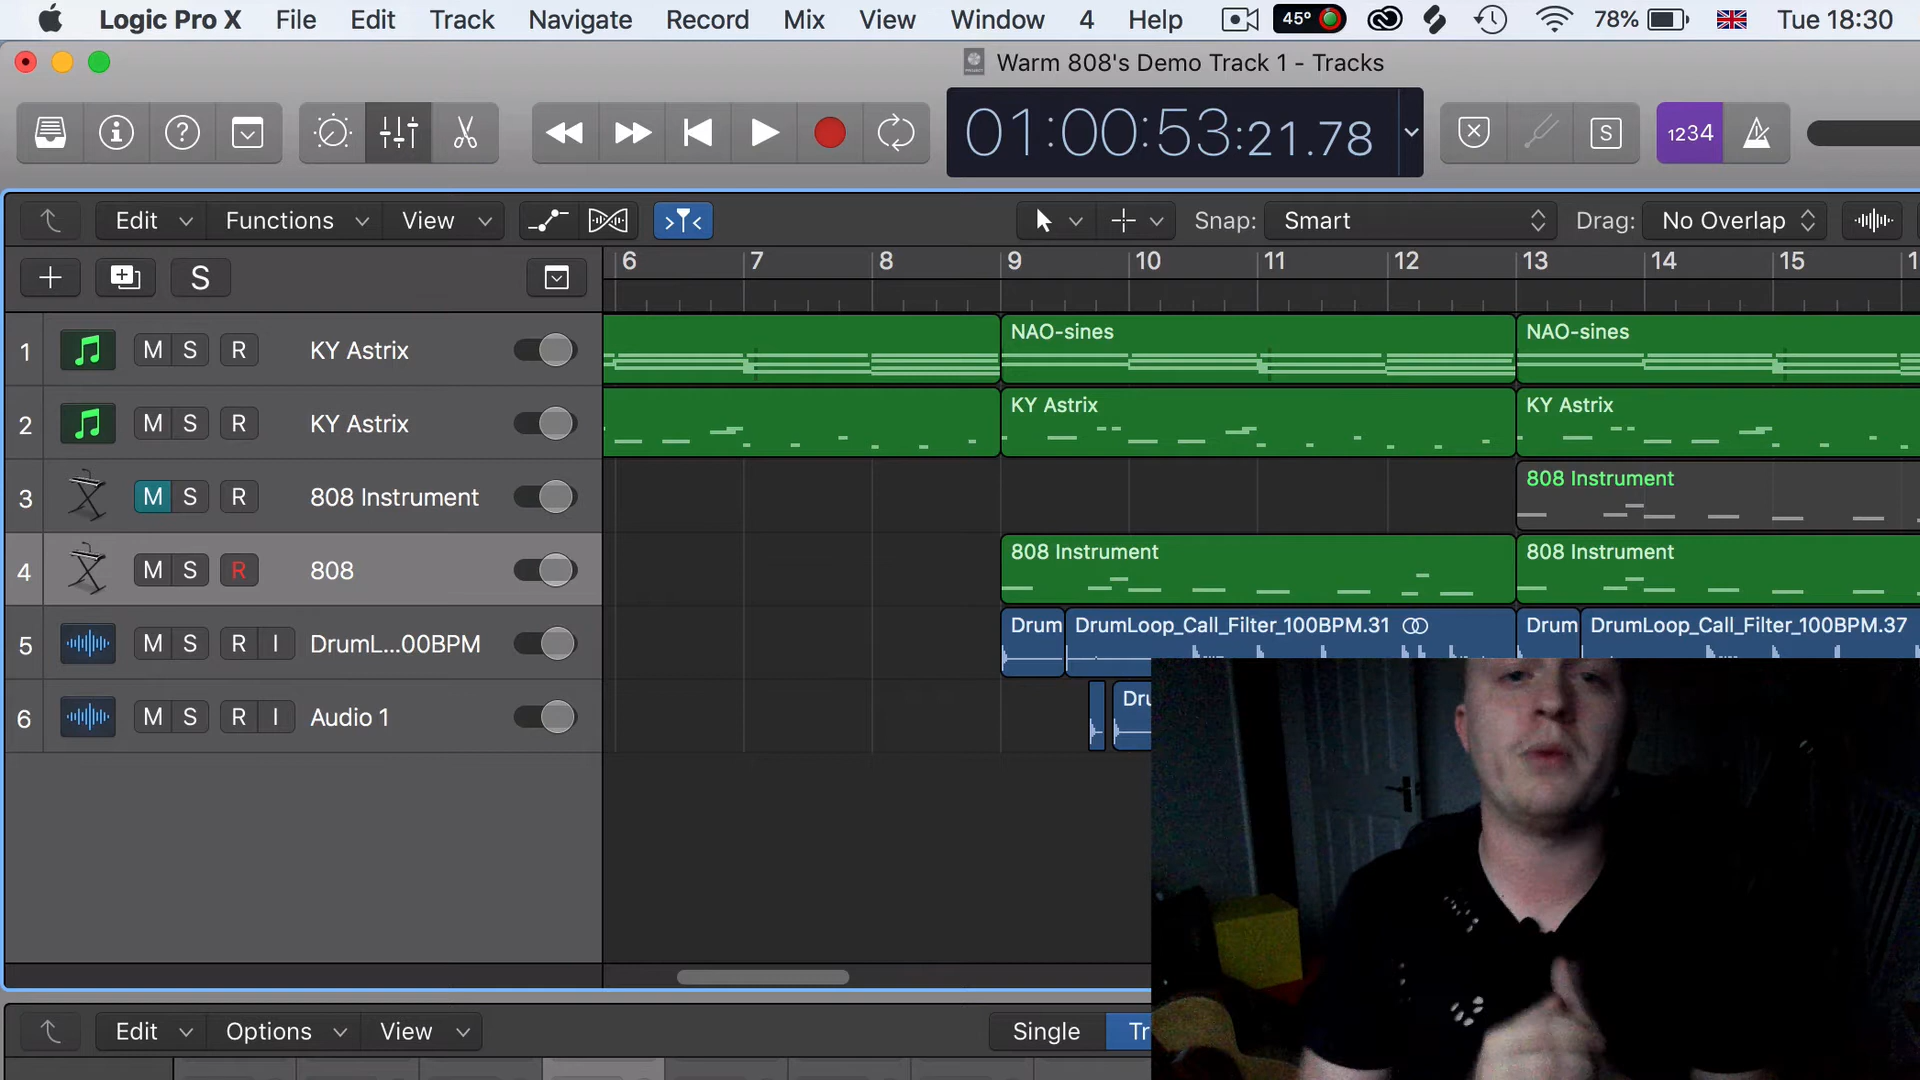 Logic Pro X File Edit Track Navigate Record Mix View Window 4 Help 45° 78% Tue 18:30
Warm 808's Demo Track 1 - Tracks
01:00:53:21.78 S 1234
Edit Functions View Snap: Smart Drag: No Overlap
S 6 7 8 9 10 11 12 13 14 15 1
1 M S R KY Astrix NAO-sines NAO-sines
2 M S R KY Astrix KY Astrix KY Astrix
3 M S R 808 Instrument 808 Instrument
4 M S R 808 808 Instrument 808 Instrument
5 M S R I DrumL...00BPM Drum DrumLoop_Call_Filter_100BPM.31 Drum DrumLoop_Call_Filter_100BPM.37
6 M S R I Audio 1 Dru
Edit Options View Single Tr